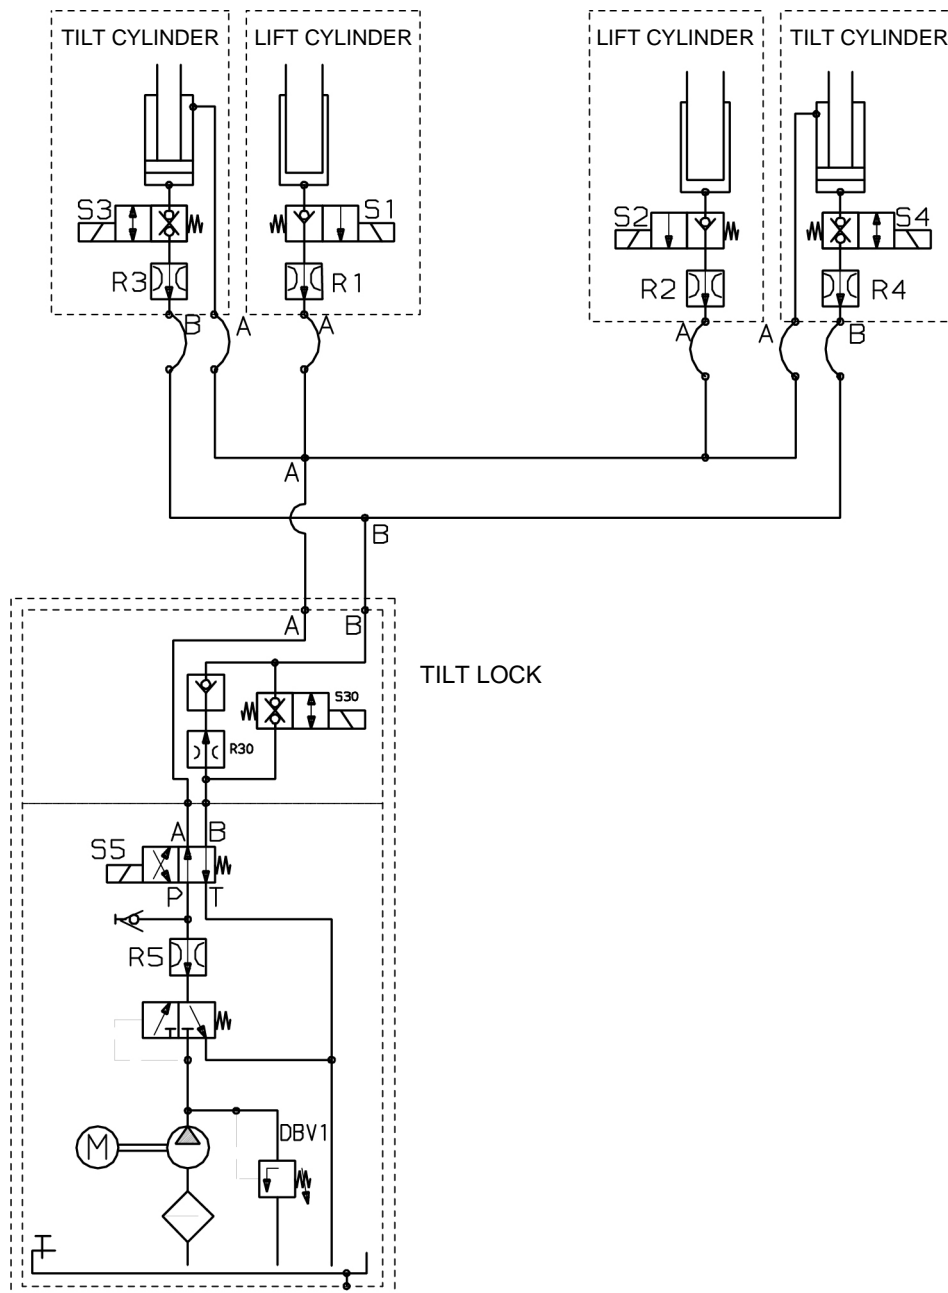 TILT CYLINDER
LIFT CYLINDER
LIFT CYLINDER
TILT CYLINDER
S3
S1
S2
S4
R3
R1
R2
R4
B
A
A
A
A
B
A
B
A
B
TILT LOCK
S30
R30
A
B
S5
P
T
R5
M
DBV1